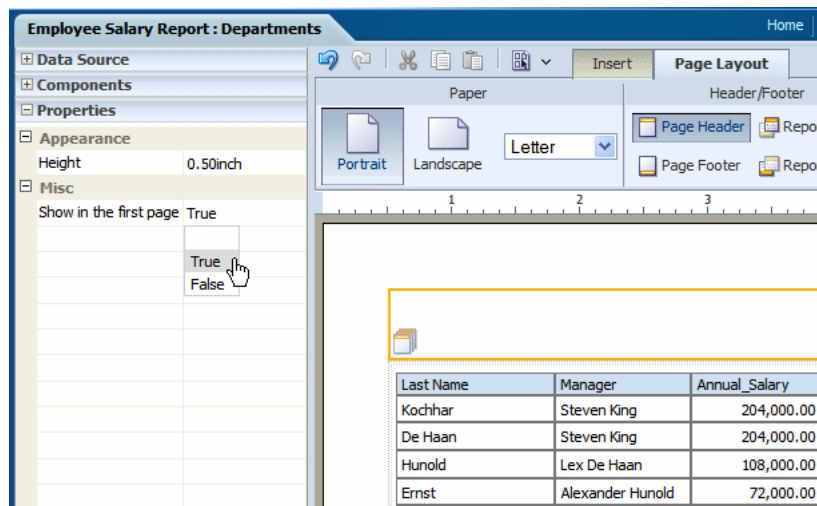 Employee Salary Report : Departments
Home
Data Source
Components
Properties
Appearance
Height 0.50inch
Misc
Show in the first page True
True
False
Insert Page Layout
Paper Header/Footer
Portrait Landscape Letter
Page Header Repo
Page Footer Repo
1 2 3
Last Name Manager Annual_Salary
Kochhar Steven King 204,000.00
De Haan Steven King 204,000.00
Hunold Lex De Haan 108,000.00
Ernst Alexander Hunold 72,000.00